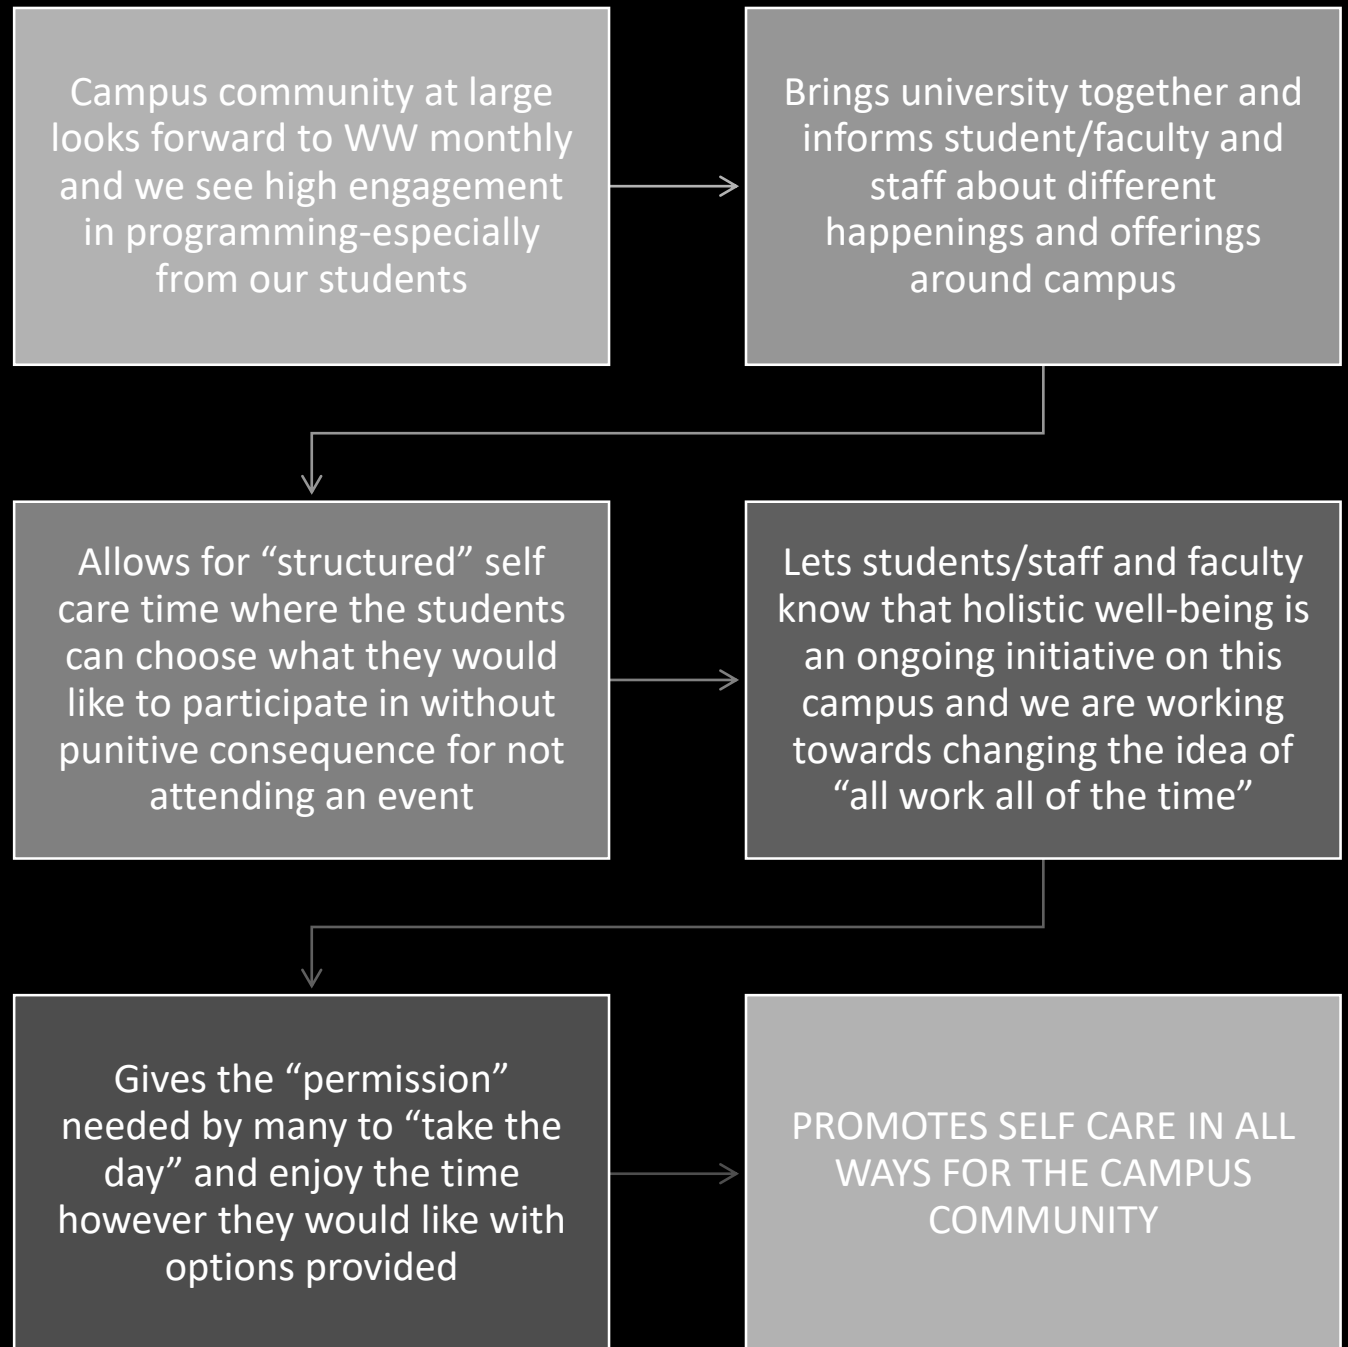 Campus community at large
looks forward to WW monthly
and we see high engagement
in programming-especially
from our students
Brings university together and
informs student/faculty and
staff about different
happenings and offerings
around campus
Allows for “structured” self
care time where the students
can choose what they would
like to participate in without
punitive consequence for not
attending an event
Lets students/staff and faculty
know that holistic well-being is
an ongoing initiative on this
campus and we are working
towards changing the idea of
“all work all of the time”
Gives the “permission”
needed by many to “take the
day” and enjoy the time
however they would like with
options provided
PROMOTES SELF CARE IN ALL
WAYS FOR THE CAMPUS
COMMUNITY